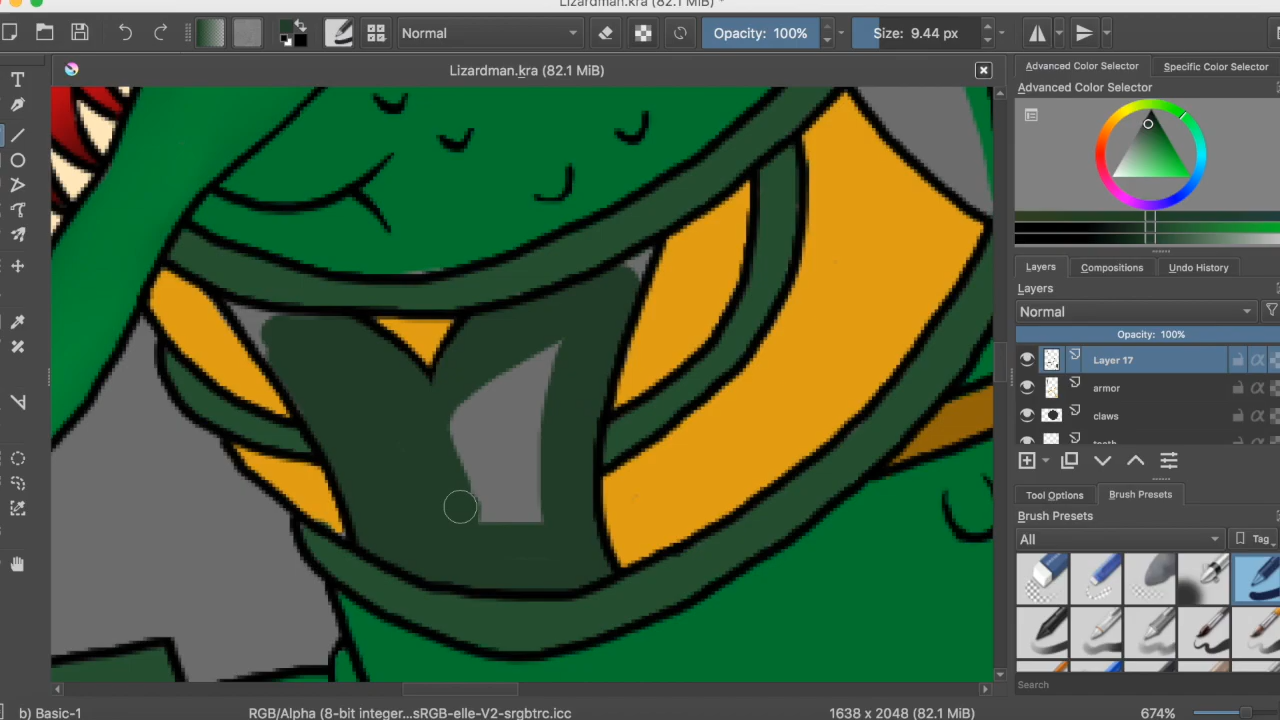 Lizardman.kra (82.1 MiB) *
Normal
Opacity: 100%
Size: 9.44 px
Lizardman.kra (82.1 MiB)
Advanced Color Selector
Specific Color Selector
Advanced Color Selector
Layers
Compositions
Undo History
Layers
Normal
Opacity: 100%
Layer 17
armor
claws
teeth
Tool Options
Brush Presets
Brush Presets
All
Tag
Search
b) Basic-1
RGB/Alpha (8-bit integer...sRGB-elle-V2-srgbtrc.icc
1638 x 2048 (82.1 MiB)
674%